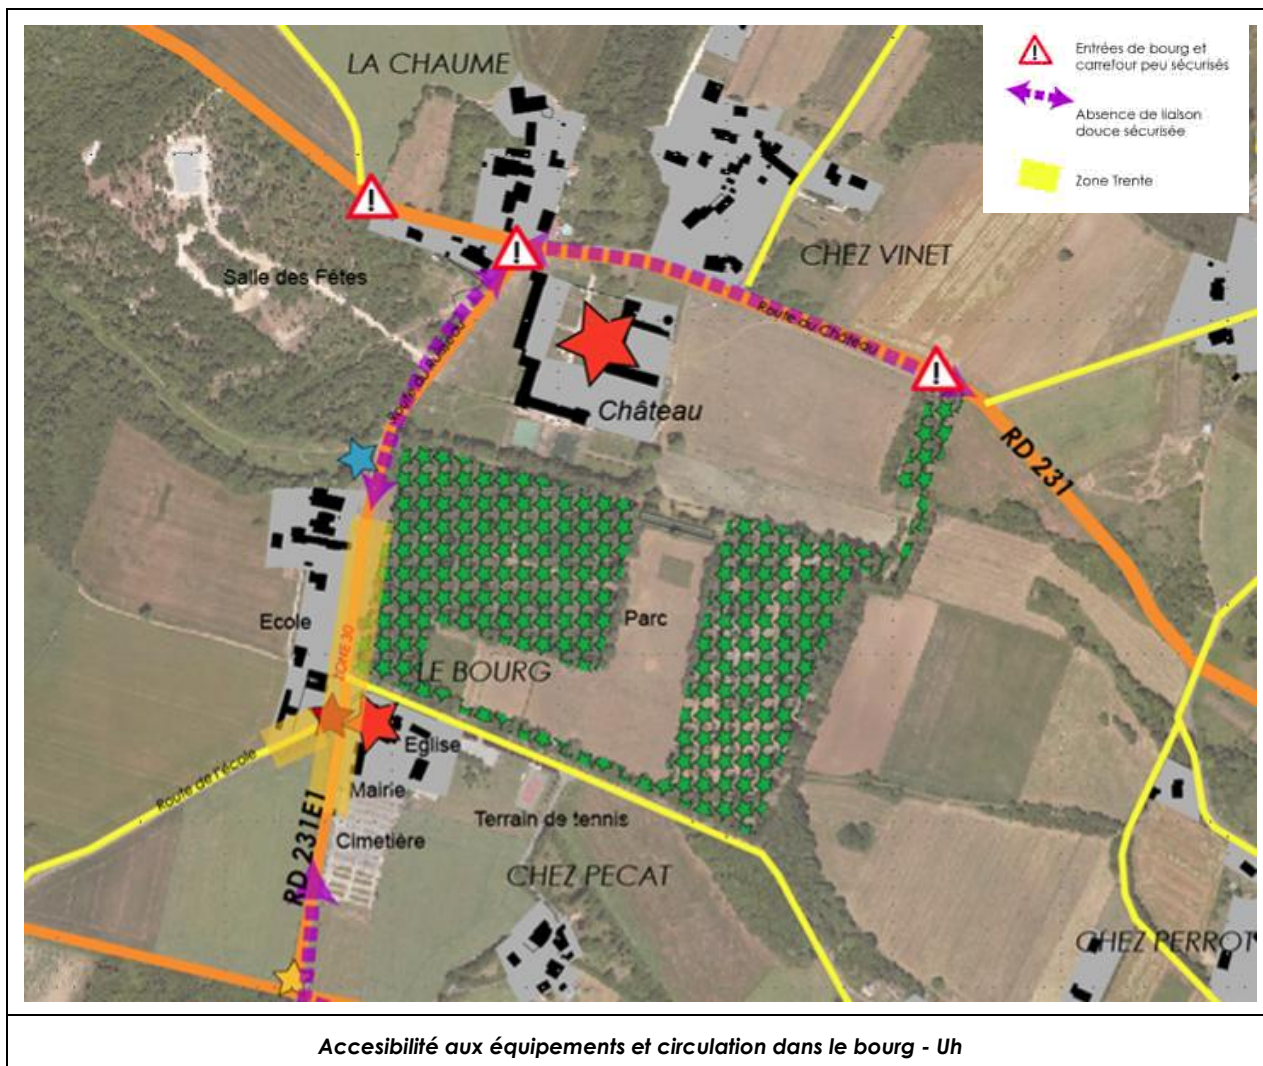 Entrées de bourg et
carrefour peu sécurisés
Absence de liaison
douce sécurisée
Zone Trente
LA CHAUME
CHEZ VINET
Salle des Fêtes
Route du Château
Château
RD 231
Ecole
ZONE 30
Parc
LE BOURG
Eglise
Route de l'école
Mairie
Terrain de tennis
Cimetière
RD 231E1
CHEZ PECAT
CHEZ PERROT
Accesibilité aux équipements et circulation dans le bourg - Uh